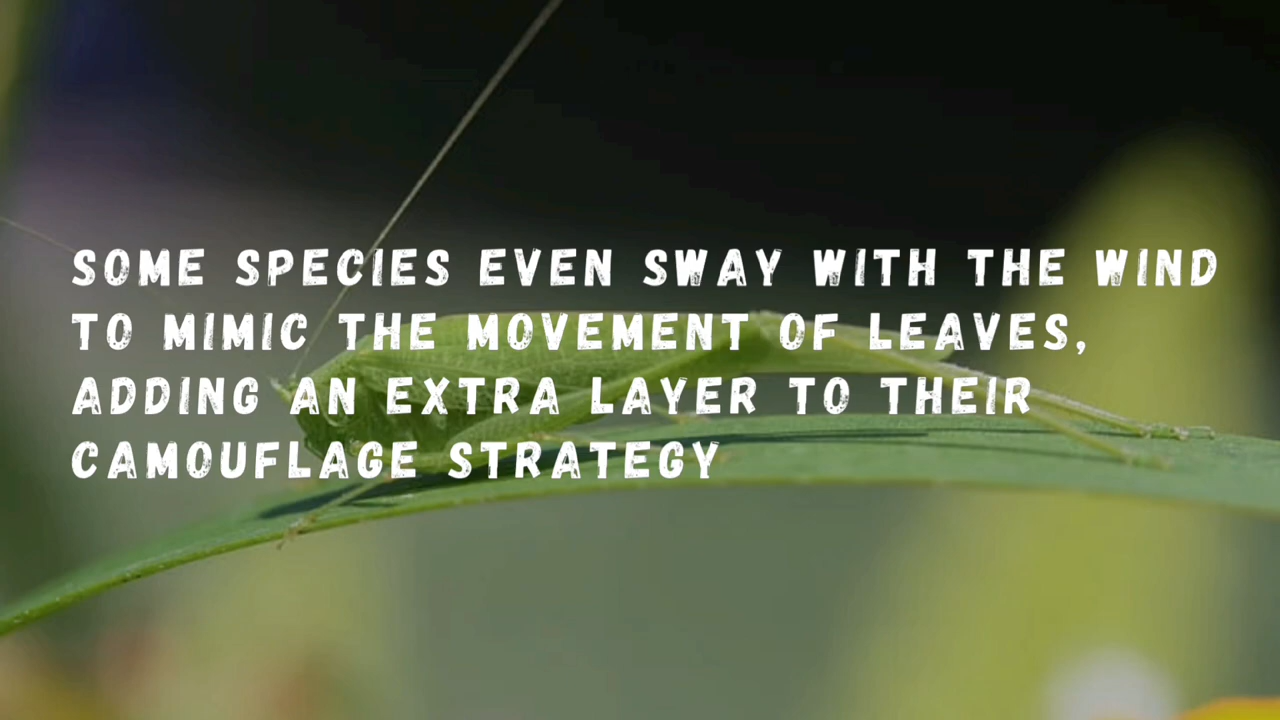 SOME SPECIES EVEN SWAY WITH THE WIND
TO MIMIC THE MOVEMENT OF LEAVES,
ADDING AN EXTRA LAYER TO THEIR
CAMOUFLAGE STRATEGY